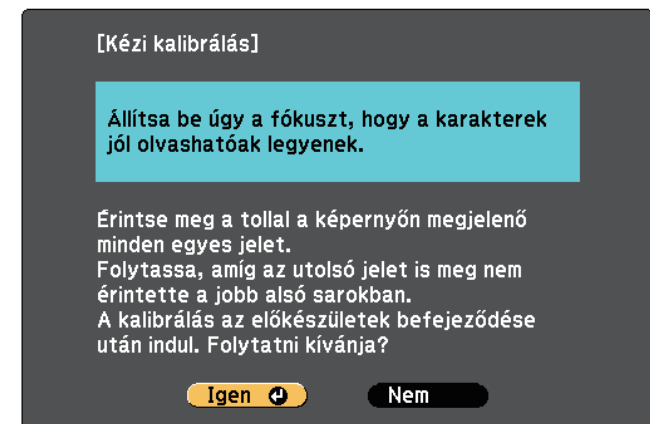 [Kézi kalibrálás]
Állítsa be úgy a fókuszt, hogy a karakterek
jól olvashatóak legyenek.
Érintse meg a tollal a képernyőn megjelenő
minden egyes jelet.
Folytassa, amíg az utolsó jelet is meg nem
érintette a jobb alsó sarokban.
A kalibrálás az előkészületek befejeződése
után indul. Folytatni kívánja?
Igen Nem